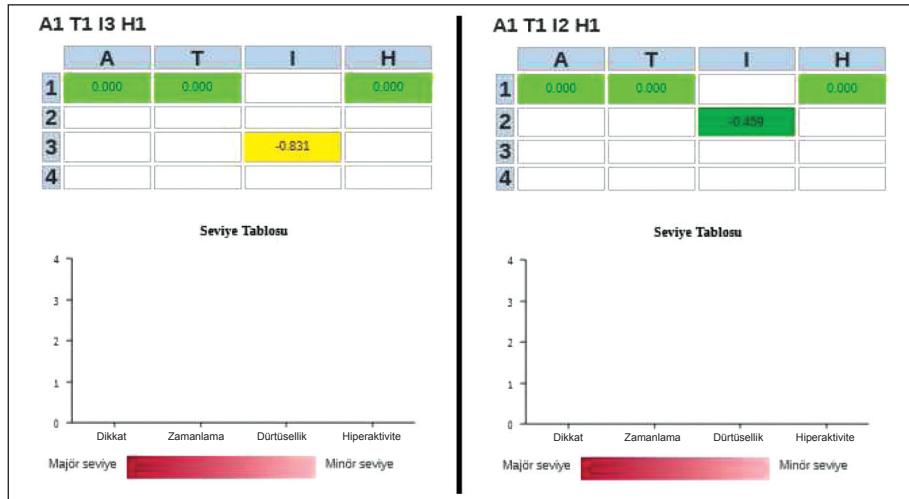 A1 T1 I3 H1
A T I H
1 0.000 0.000 0.000
2
3 -0.831
4
Seviye Tablosu
4
3
2
1
0
Dikkat Zamanlama Dürtüsellik Hiperaktivite
Majör seviye Minör seviye
A1 T1 I2 H1
A T I H
1 0.000 0.000 0.000
2 -0.459
3
4
Seviye Tablosu
4
3
2
1
0
Dikkat Zamanlama Dürtüsellik Hiperaktivite
Majör seviye Minör seviye